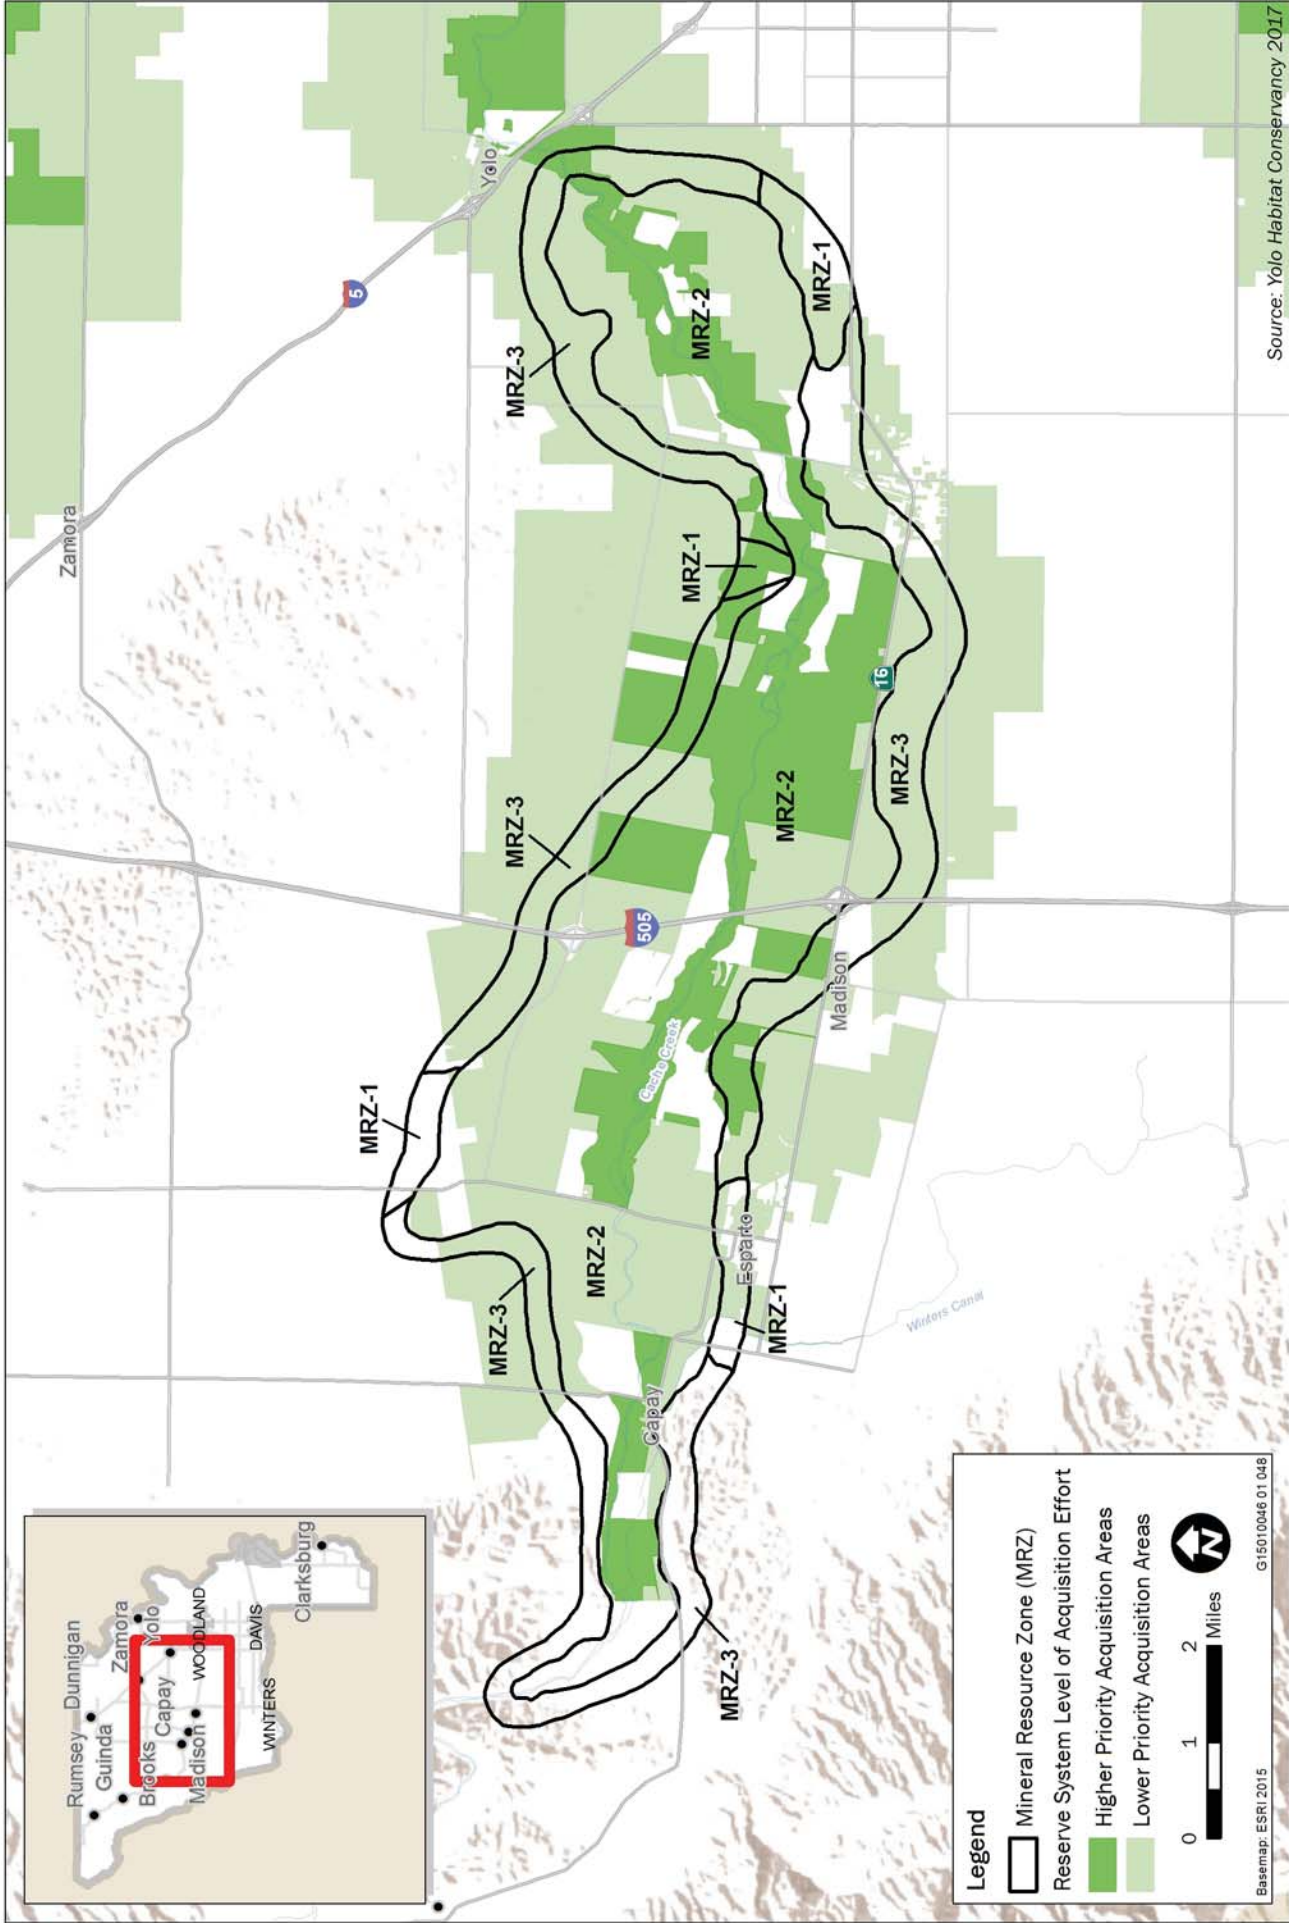 Rumsey
Dunnigan
Guinda
Zamora
Yolo
Brooks
Capay
Madison
WOODLAND
DAVIS
WINTERS
Clarksburg
Zamora
5
Yolo
MRZ-3
MRZ-1
MRZ-2
MRZ-1
MRZ-3
505
MRZ-2
16
MRZ-3
MRZ-1
Cache Creek
Madison
MRZ-3
MRZ-2
Esparto
MRZ-1
Capay
Winters Canal
MRZ-3
Legend
Mineral Resource Zone (MRZ)
Reserve System Level of Acquisition Effort
Higher Priority Acquisition Areas
Lower Priority Acquisition Areas
0 1 2
Miles
N
Basemap: ESRI 2015
G15010046 01 048
Source: Yolo Habitat Conservancy 2017